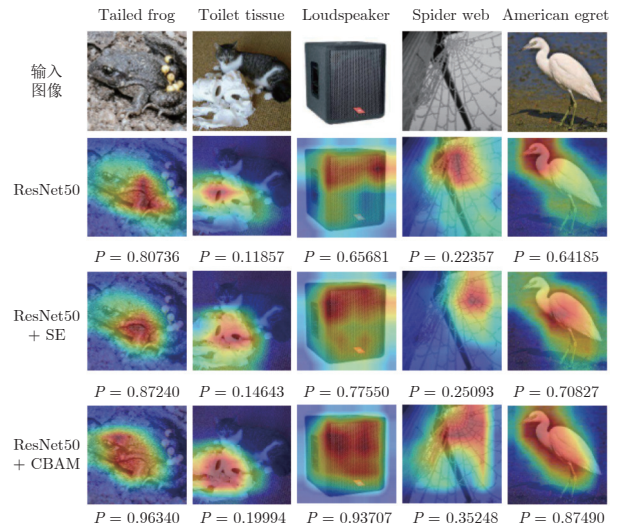 Tailed frog Toilet tissue Loudspeaker Spider web American egret
输入
图像
ResNet50
P = 0.80736 P = 0.11857 P = 0.65681 P = 0.22357 P = 0.64185
ResNet50
+ SE
P = 0.87240 P = 0.14643 P = 0.77550 P = 0.25093 P = 0.70827
ResNet50
+ CBAM
P = 0.96340 P = 0.19994 P = 0.93707 P = 0.35248 P = 0.87490